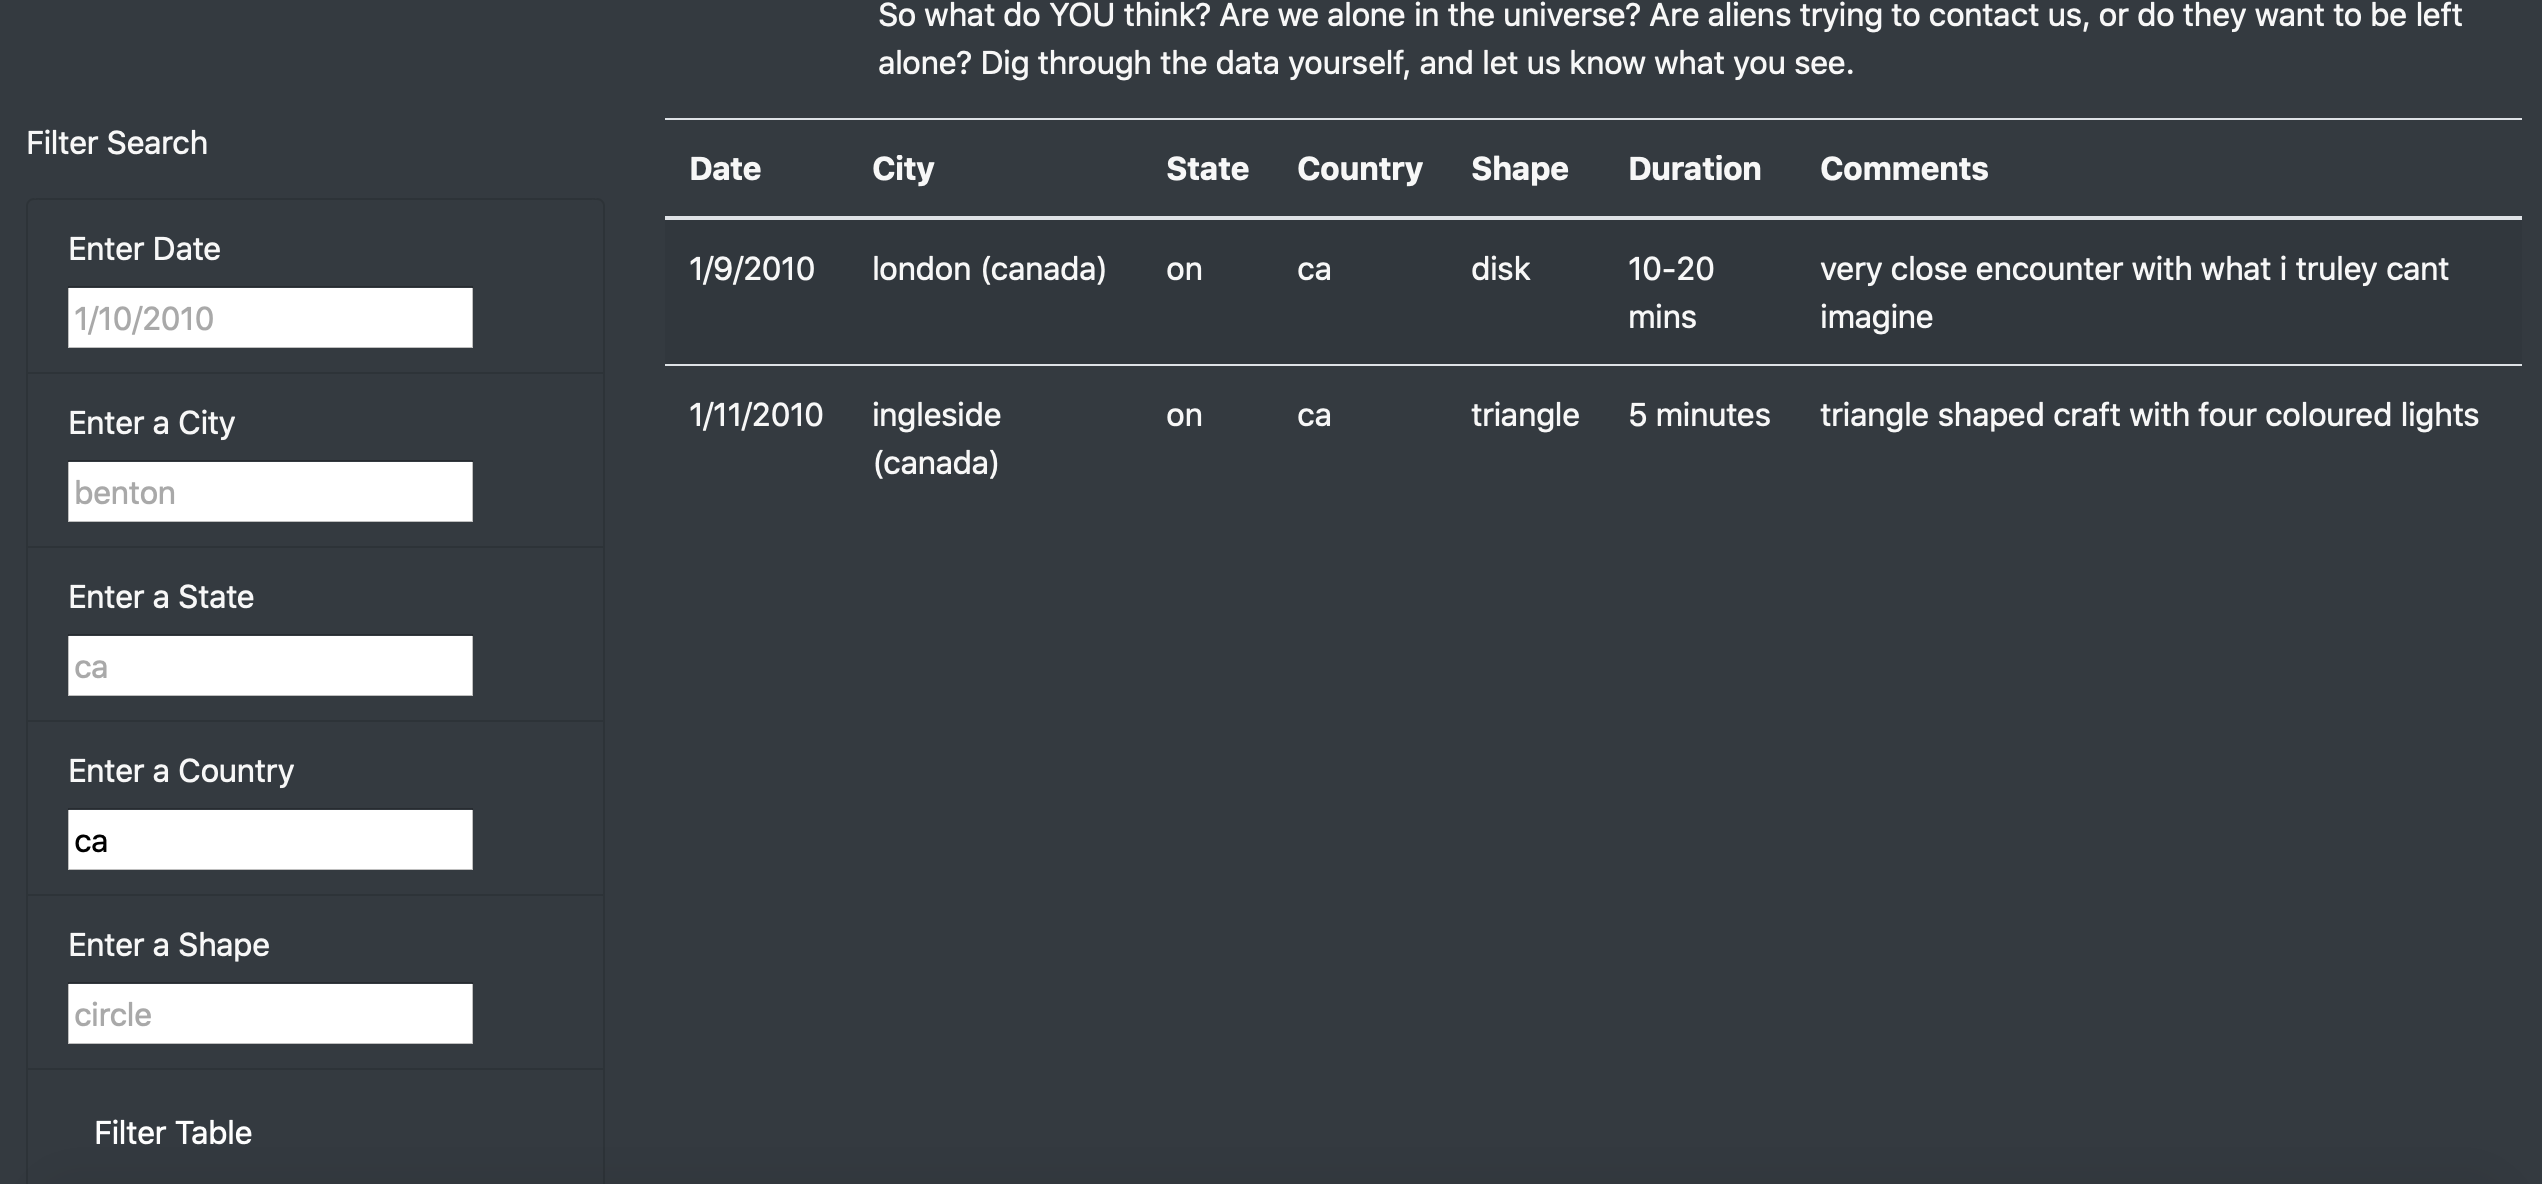 So what do YOU think? Are we alone in the universe? Are aliens trying to contact us, or do they want to be left
alone? Dig through the data yourself, and let us know what you see.
Filter Search
Enter Date
1/10/2010
Enter a City
benton
Enter a State
ca
Enter a Country
ca
Enter a Shape
circle
Filter Table
Date City State Country Shape Duration Comments
1/9/2010 london (canada) on ca disk 10-20 very close encounter with what i truley cant
mins imagine
1/11/2010 ingleside on ca triangle 5 minutes triangle shaped craft with four coloured lights
(canada)